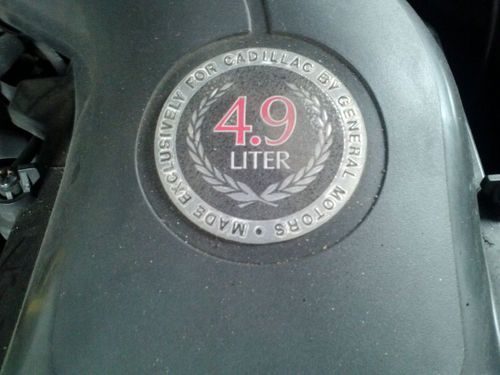 MADE EXCLUSIVELY FOR CADILLAC BY GENERAL MOTORS •
4.9
LITER